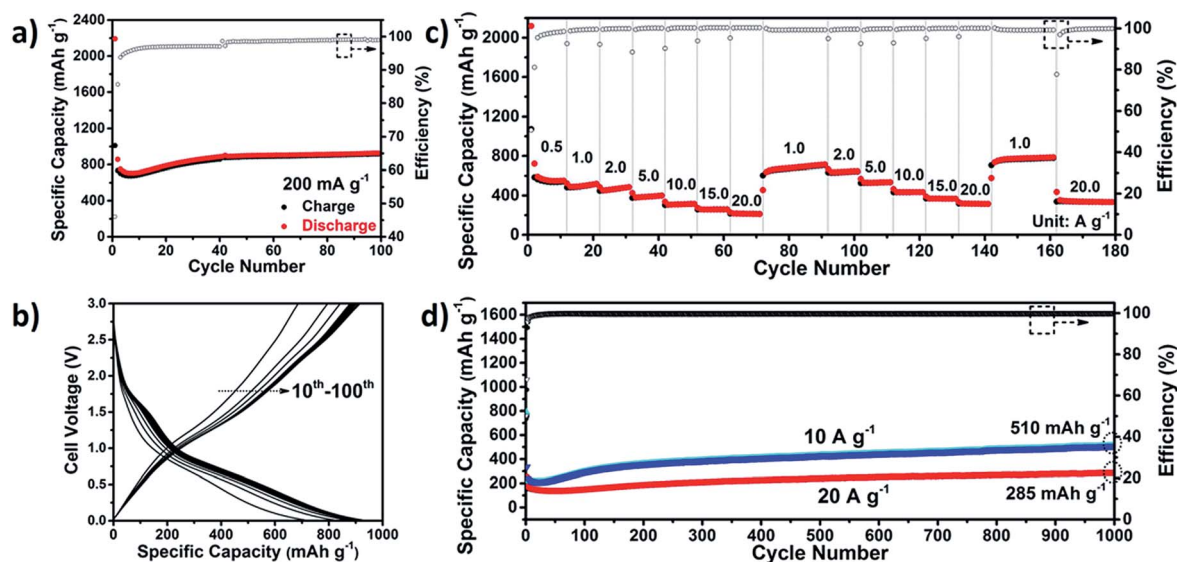 a)
2400
2000
1600
1200
800
400
0
Specific Capacity (mAh g⁻¹)
100
90
80
70
60
50
40
Efficiency (%)
200 mA g⁻¹
Charge
Discharge
0 20 40 60 80 100
Cycle Number
c)
2000
1600
1200
800
400
0
Specific Capacity (mAh g⁻¹)
100
80
60
40
20
0
Efficiency (%)
0.5 1.0 2.0 5.0 10.0 15.0 20.0 1.0 2.0 5.0 10.0 15.0 20.0 1.0 20.0
Unit: A g⁻¹
0 20 40 60 80 100 120 140 160 180
Cycle Number
b)
3.0
2.5
2.0
1.5
1.0
0.5
0.0
Cell Voltage (V)
10ᵗʰ-100ᵗʰ
0 200 400 600 800 1000
Specific Capacity (mAh g⁻¹)
d)
1600
1400
1200
1000
800
600
400
200
0
Specific Capacity (mAh g⁻¹)
100
80
60
40
20
0
Efficiency (%)
10 A g⁻¹
510 mAh g⁻¹
20 A g⁻¹
285 mAh g⁻¹
0 100 200 300 400 500 600 700 800 900 1000
Cycle Number